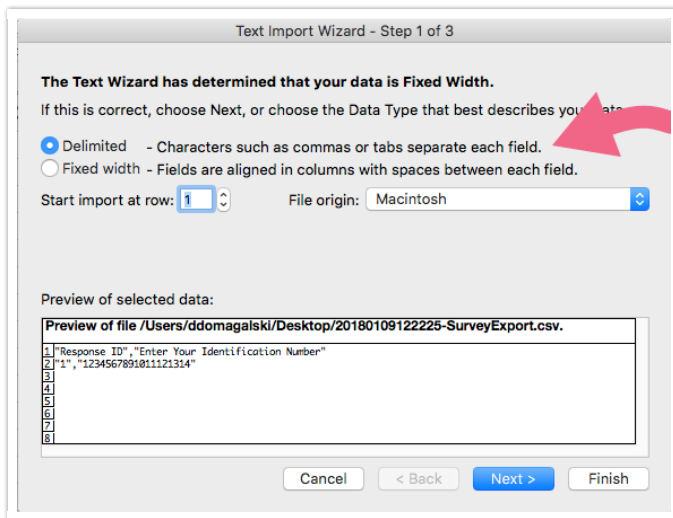 Text Import Wizard - Step 1 of 3
The Text Wizard has determined that your data is Fixed Width.
If this is correct, choose Next, or choose the Data Type that best describes your
Delimited - Characters such as commas or tabs separate each field.
Fixed width - Fields are aligned in columns with spaces between each field.
Start import at row: 1 File origin: Macintosh
Preview of selected data:
Preview of file /Users/ddomagalski/Desktop/20180109122225-SurveyExport.csv.
1 "Response ID","Enter Your Identification Number"
2 "1","1234567891011121314"
3
4
5
6
7
8
Cancel < Back Next > Finish